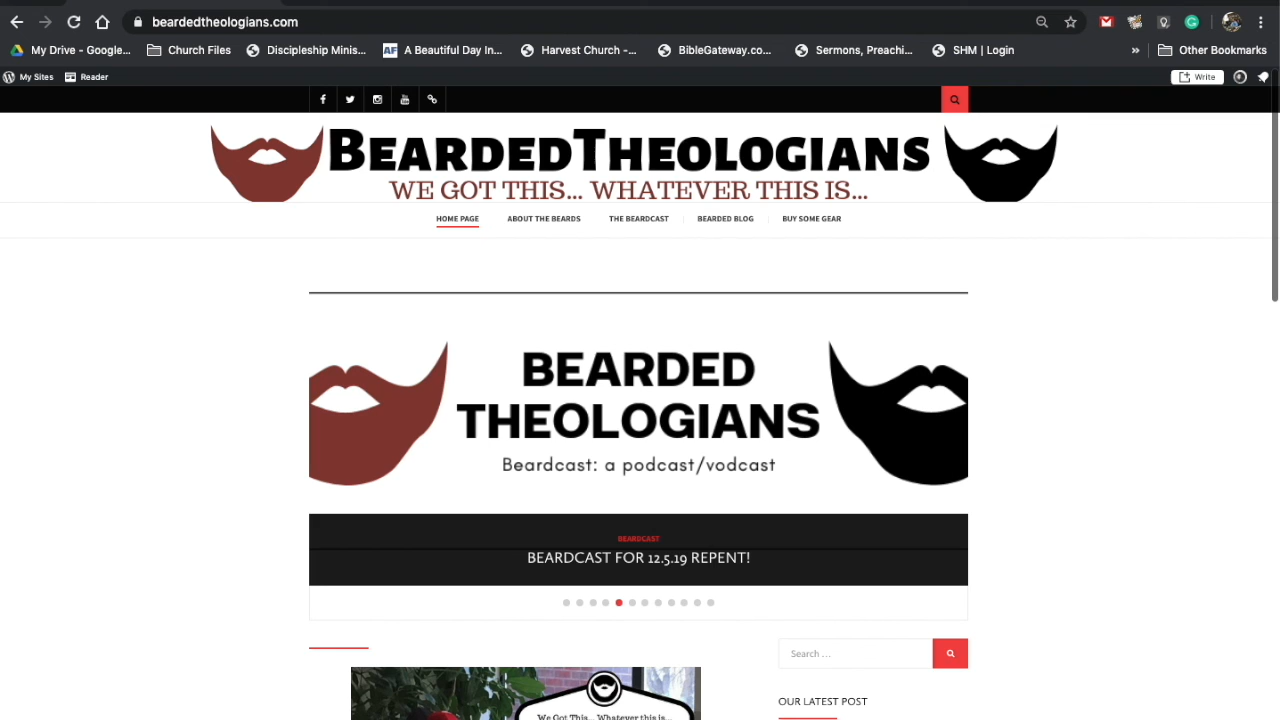 beardedtheologians.com
My Drive - Google...
Church Files
Discipleship Minis...
AF
A Beautiful Day In...
Harvest Church -...
BibleGateway.co...
Sermons, Preachi...
SHM | Login
»
Other Bookmarks
My Sites
Reader
Write
BEARDEDTHEOLOGIANS
WE GOT THIS... WHATEVER THIS IS...
HOME PAGE
ABOUT THE BEARDS
THE BEARDCAST
BEARDED BLOG
BUY SOME GEAR
BEARDED
THEOLOGIANS
Beardcast: a podcast/vodcast
BEARDCAST
BEARDCAST FOR 12.5.19 REPENT!
Search ...
OUR LATEST POST
We Got This... Whatever this is...